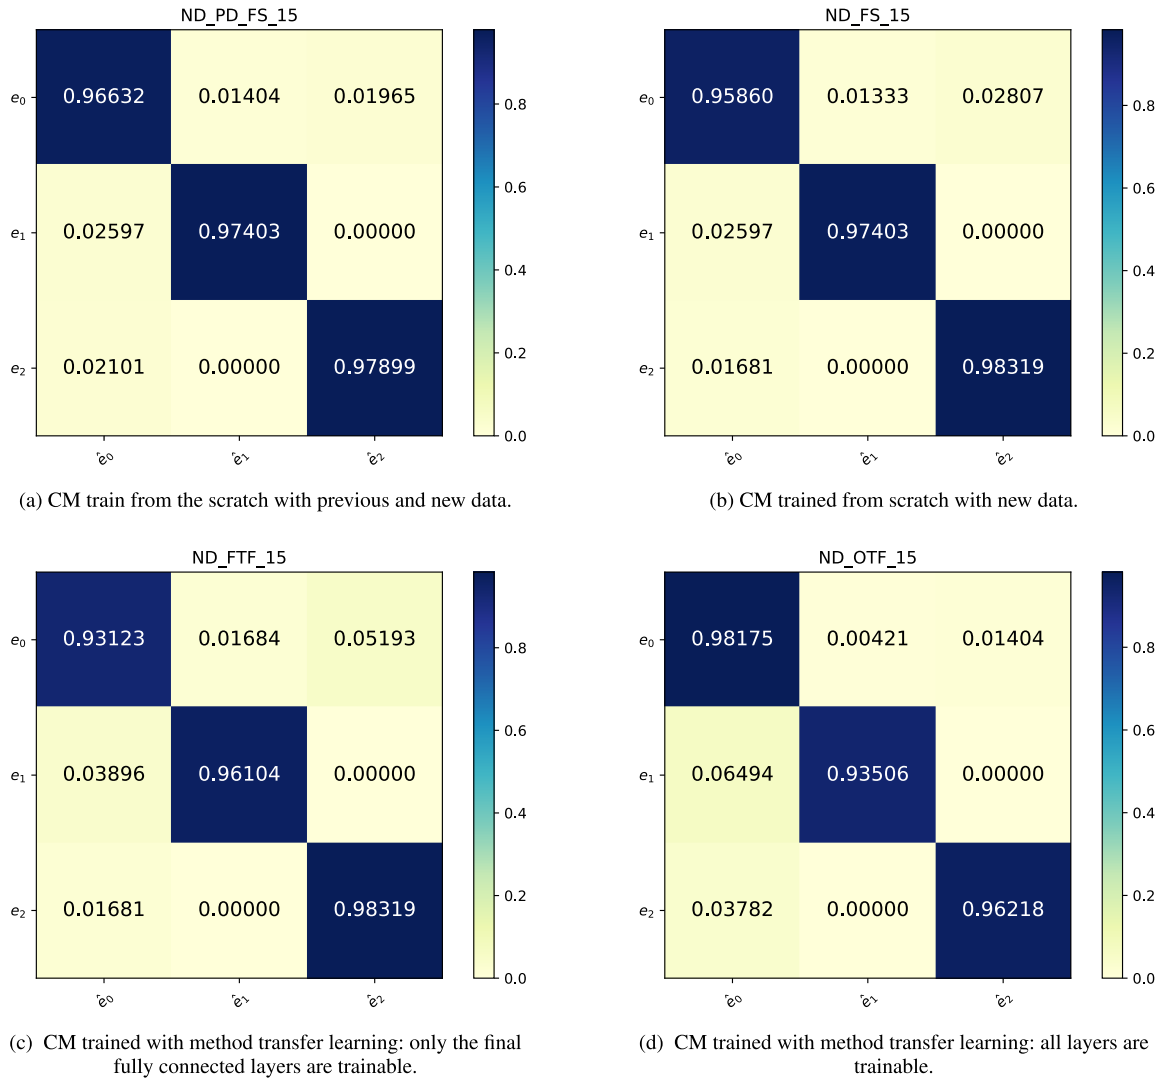 ND_PD_FS_15
e0 0.96632 0.01404 0.01965
e1 0.02597 0.97403 0.00000
e2 0.02101 0.00000 0.97899
ê0 ê1 ê2
0.8
0.6
0.4
0.2
0.0
(a) CM train from the scratch with previous and new data.
ND_FS_15
e0 0.95860 0.01333 0.02807
e1 0.02597 0.97403 0.00000
e2 0.01681 0.00000 0.98319
ê0 ê1 ê2
0.8
0.6
0.4
0.2
0.0
(b) CM trained from scratch with new data.
ND_FTF_15
e0 0.93123 0.01684 0.05193
e1 0.03896 0.96104 0.00000
e2 0.01681 0.00000 0.98319
ê0 ê1 ê2
0.8
0.6
0.4
0.2
0.0
(c) CM trained with method transfer learning: only the final
fully connected layers are trainable.
ND_OTF_15
e0 0.98175 0.00421 0.01404
e1 0.06494 0.93506 0.00000
e2 0.03782 0.00000 0.96218
ê0 ê1 ê2
0.8
0.6
0.4
0.2
0.0
(d) CM trained with method transfer learning: all layers are
trainable.